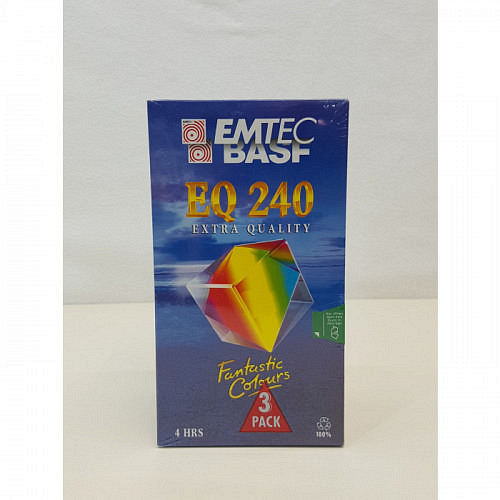 EMTEC
BASF
EQ 240
EXTRA QUALITY
Fantastic
Colours
3
PACK
4 HRS
100%